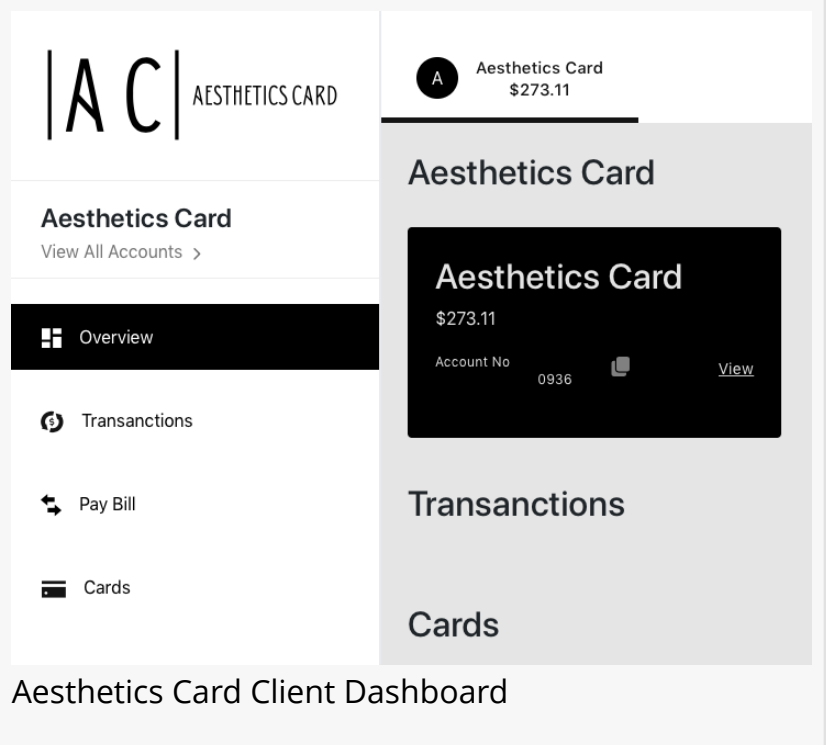 |AC| AESTHETICS CARD
Aesthetics Card
View All Accounts
Overview
Transanctions
Pay Bill
Cards
A
Aesthetics Card
$273.11
Aesthetics Card
Aesthetics Card
$273.11
Account No
0936
View
Transanctions
Cards
Aesthetics Card Client Dashboard